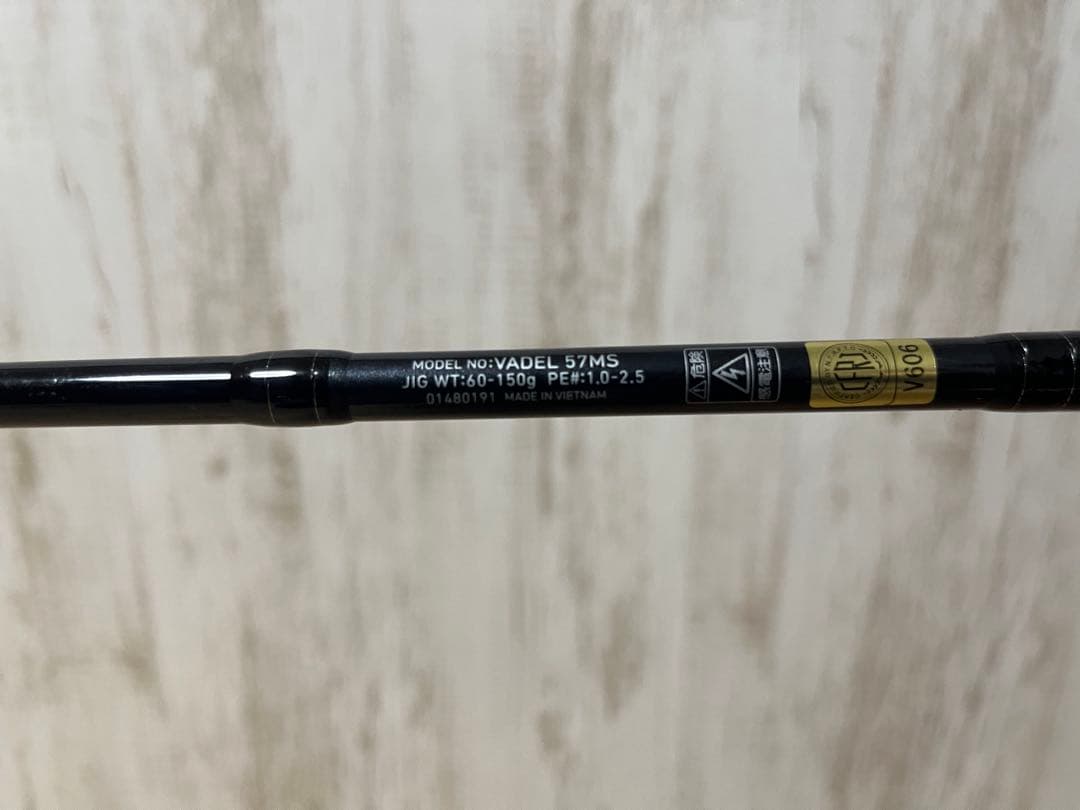 MODEL NO:VADEL 57MS
JIG WT:60-150g PE#:1.0-2.5
01480191 MADE IN VIETNAM
危険
感電注意
V606